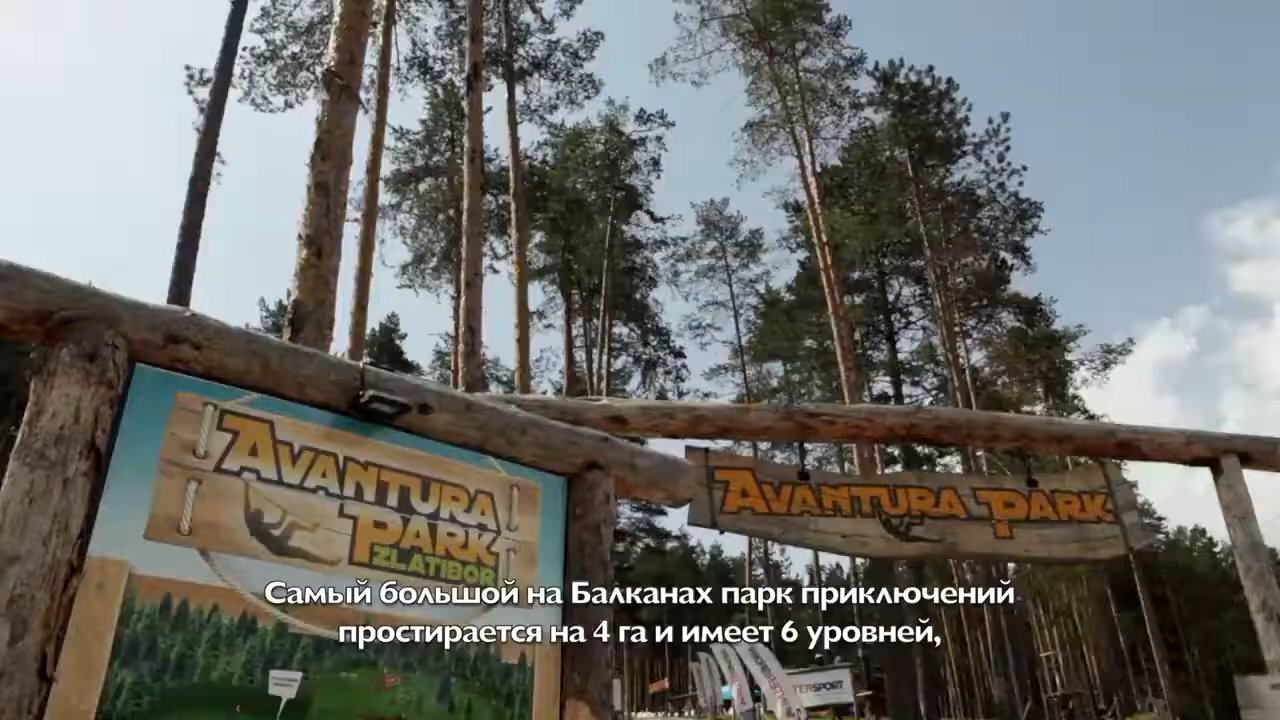 AVANTURA
PARK
ZLATIBOR
AVANTURA PARK
Самый большой на Балканах парк приключений
простирается на 4 га и имеет 6 уровней,